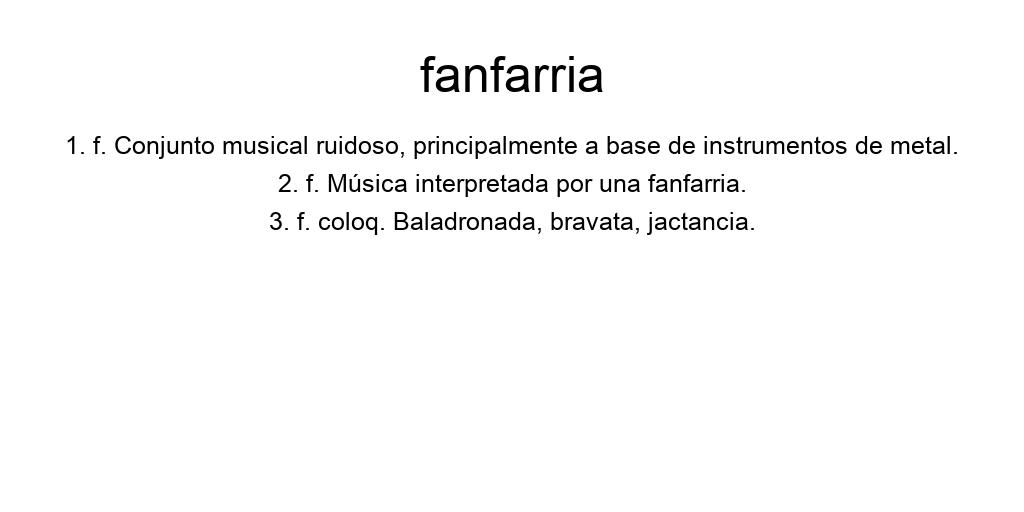 fanfarria
1. f. Conjunto musical ruidoso, principalmente a base de instrumentos de metal.
2. f. Música interpretada por una fanfarria.
3. f. coloq. Baladronada, bravata, jactancia.